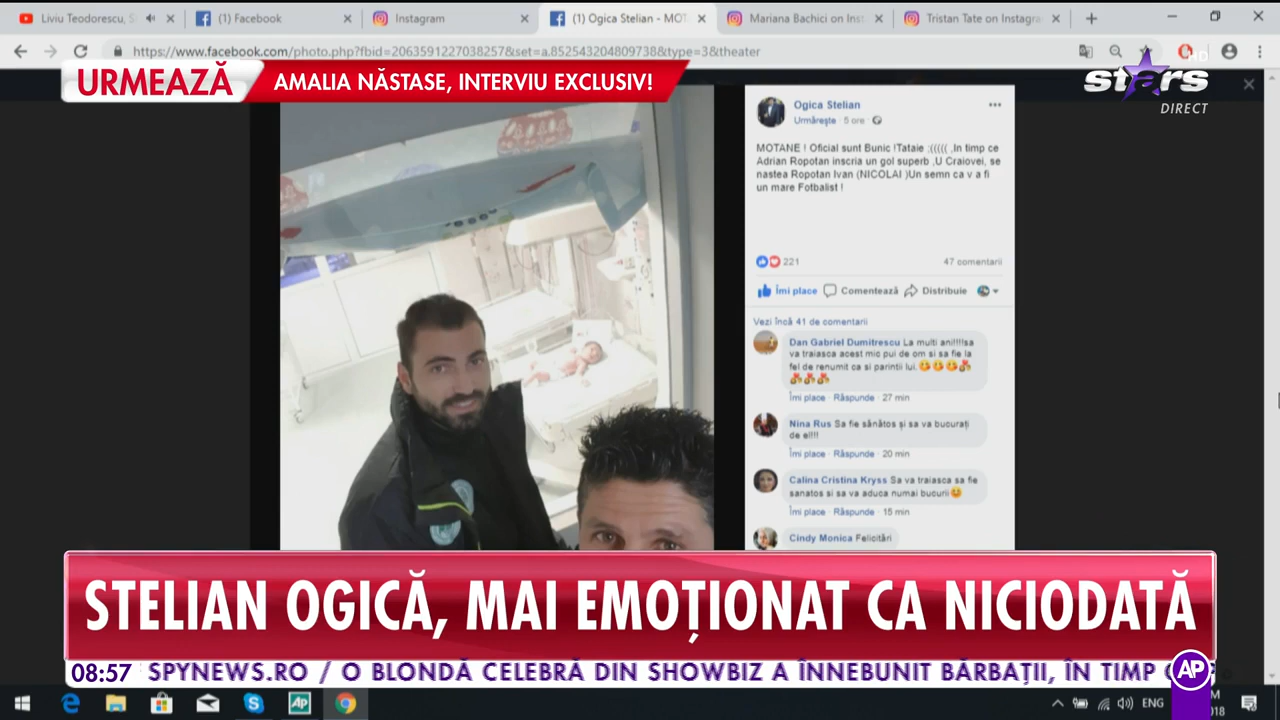 Liviu Teodorescu, S
(1) Facebook
Instagram
(1) Ogica Stelian - MOT
Mariana Bachici on Inst
Tristan Tate on Instagra
https://www.facebook.com/photo.php?fbid=20635912270382578&set=a.852543204809738&type=3&theater
URMEAZĂ
AMALIA NĂSTASE, INTERVIU EXCLUSIV!
HD
stars
DIRECT
Ogica Stelian
Urmărește · 5 ore ·
MOTANE ! Oficial sunt Bunic !Tataie ;((((( ,In timp ce
Adrian Ropotan inscria un gol superb ,U Craiovei, se
nastea Ropotan Ivan (NICOLAI )Un semn ca v a fi
un mare Fotbalist !
221
47 comentarii
Îmi place
Comentează
Distribuie
Vezi încă 41 de comentarii
Dan Gabriel Dumitrescu La multi ani!!!!sa
va traiasca acest mic pui de om si sa fie la
fel de renumit ca si parintii lui.
Îmi place · Răspunde · 27 min
Nina Rus Sa fie sănătos și sa va bucurați
de el!!!
Îmi place · Răspunde · 20 min
Calina Cristina Kryss Sa va traiasca sa fie
sanatos si sa va aduca numai bucurii
Îmi place · Răspunde · 15 min
Cindy Monica Felicitări
STELIAN OGICĂ, MAI EMOȚIONAT CA NICIODATĂ
08:57
SPYNEWS.RO / O BLONDĂ CELEBRĂ DIN SHOWBIZ A ÎNNEBUNIT BĂRBAȚII, ÎN TIMP
AP
AP
ENG